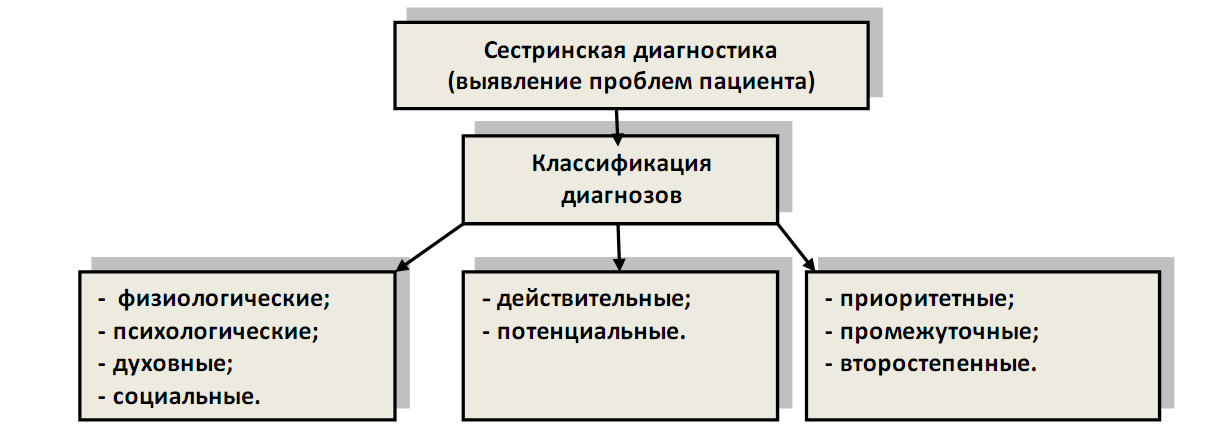 Сестринская диагностика
(выявление проблем пациента)
Классификация
диагнозов
- физиологические;
- психологические;
- духовные;
- социальные.
- действительные;
- потенциальные.
- приоритетные;
- промежуточные;
- второстепенные.